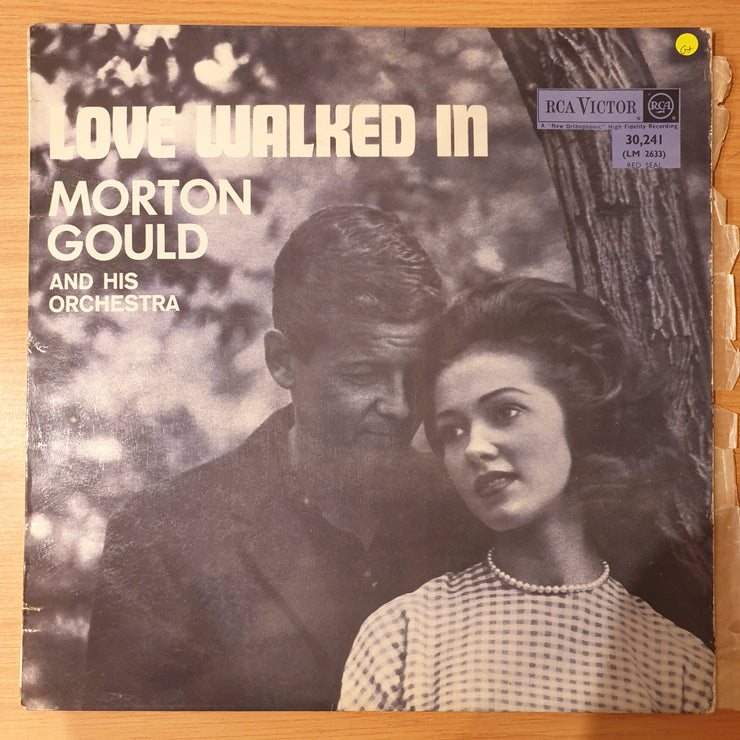 G+
LOVE WALKED IN
RCA VICTOR
RCA
A "New Orthophonic" High Fidelity Recording
30,241
(LM 2633)
RED SEAL
MORTON
GOULD
AND HIS
ORCHESTRA